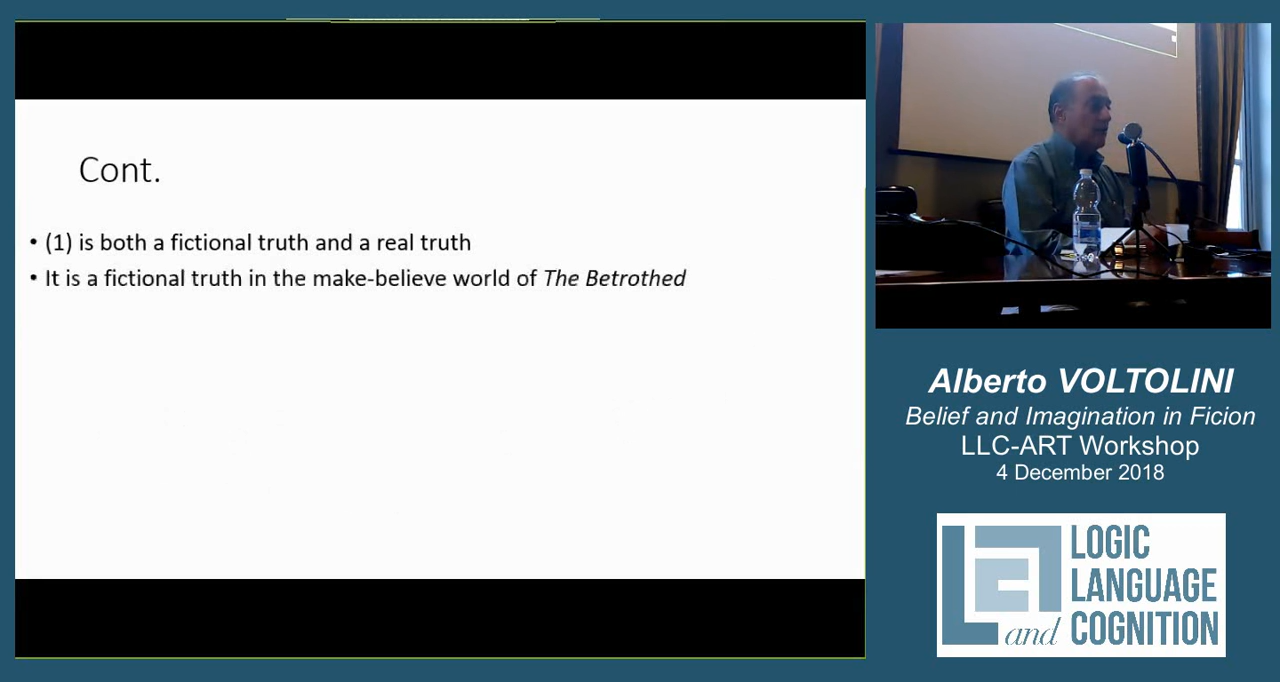 Cont.
• (1) is both a fictional truth and a real truth
• It is a fictional truth in the make-believe world of The Betrothed
Alberto VOLTOLINI
Belief and Imagination in Ficion
LLC-ART Workshop
4 December 2018
LOGIC
LANGUAGE
and COGNITION